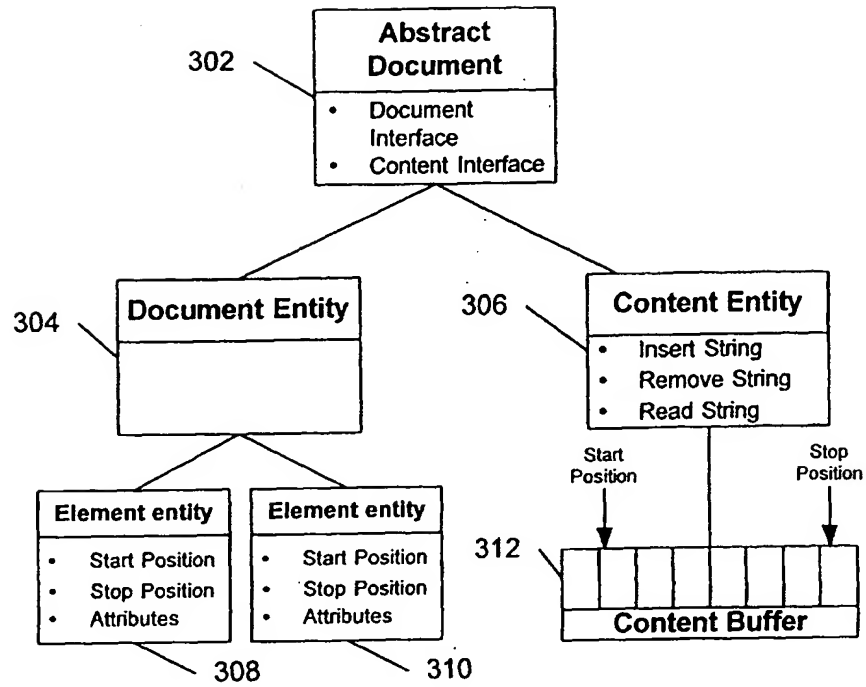 Abstract
Document
302
• Document
Interface
• Content Interface
304
Document Entity
306
Content Entity
• Insert String
• Remove String
• Read String
Start
Position
Stop
Position
Element entity
• Start Position
• Stop Position
• Attributes
308
Element entity
• Start Position
• Stop Position
• Attributes
310
312
Content Buffer